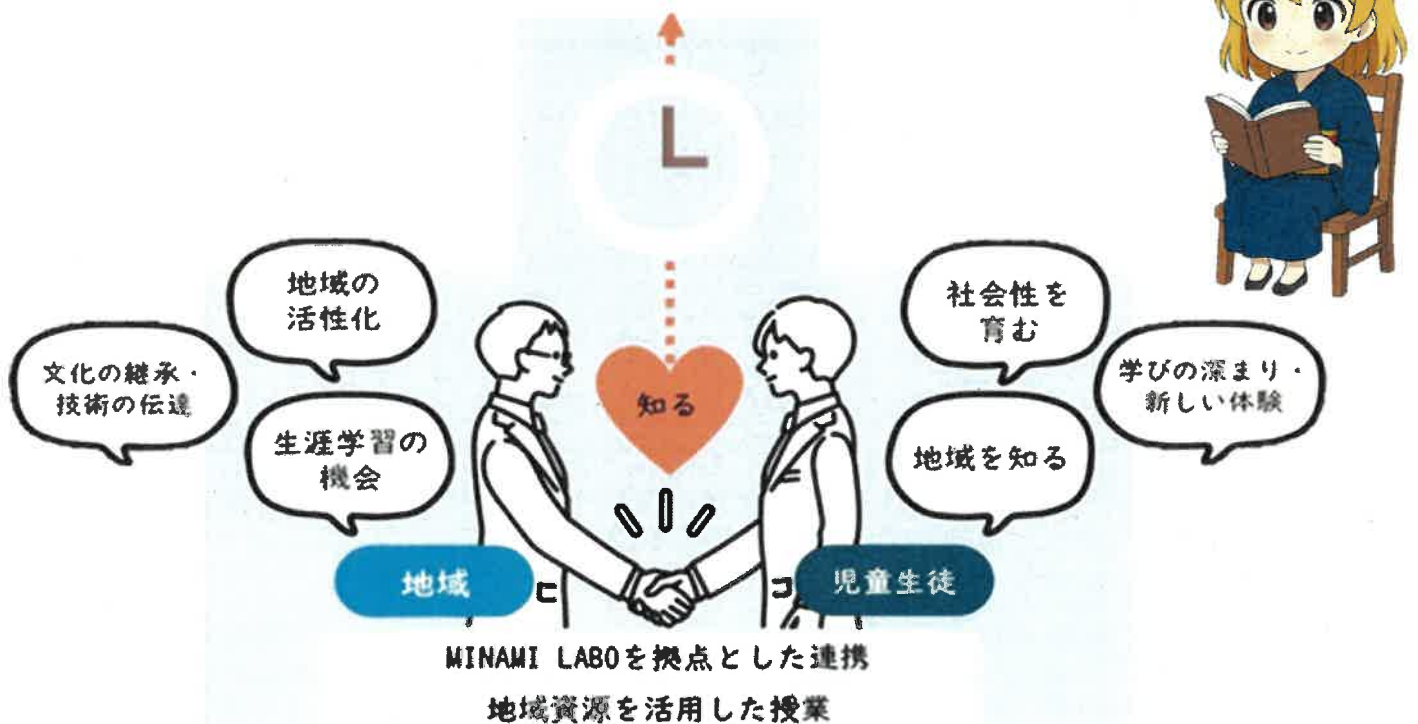 地域の
活性化
文化の継承・
技術の伝達
生涯学習の
機会
知る
社会性を
育む
学びの深まり・
新しい体験
地域を知る
地域
児童生徒
MINAMI LABOを拠点とした連携
地域資源を活用した授業